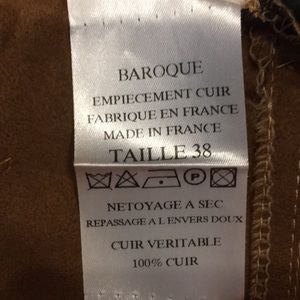 BAROQUE
EMPIECEMENT CUIR
FABRIQUE EN FRANCE
MADE IN FRANCE
TAILLE 38
P
NETOYAGE A SEC
REPASSAGE A L ENVERS DOUX
CUIR VERITABLE
100% CUIR